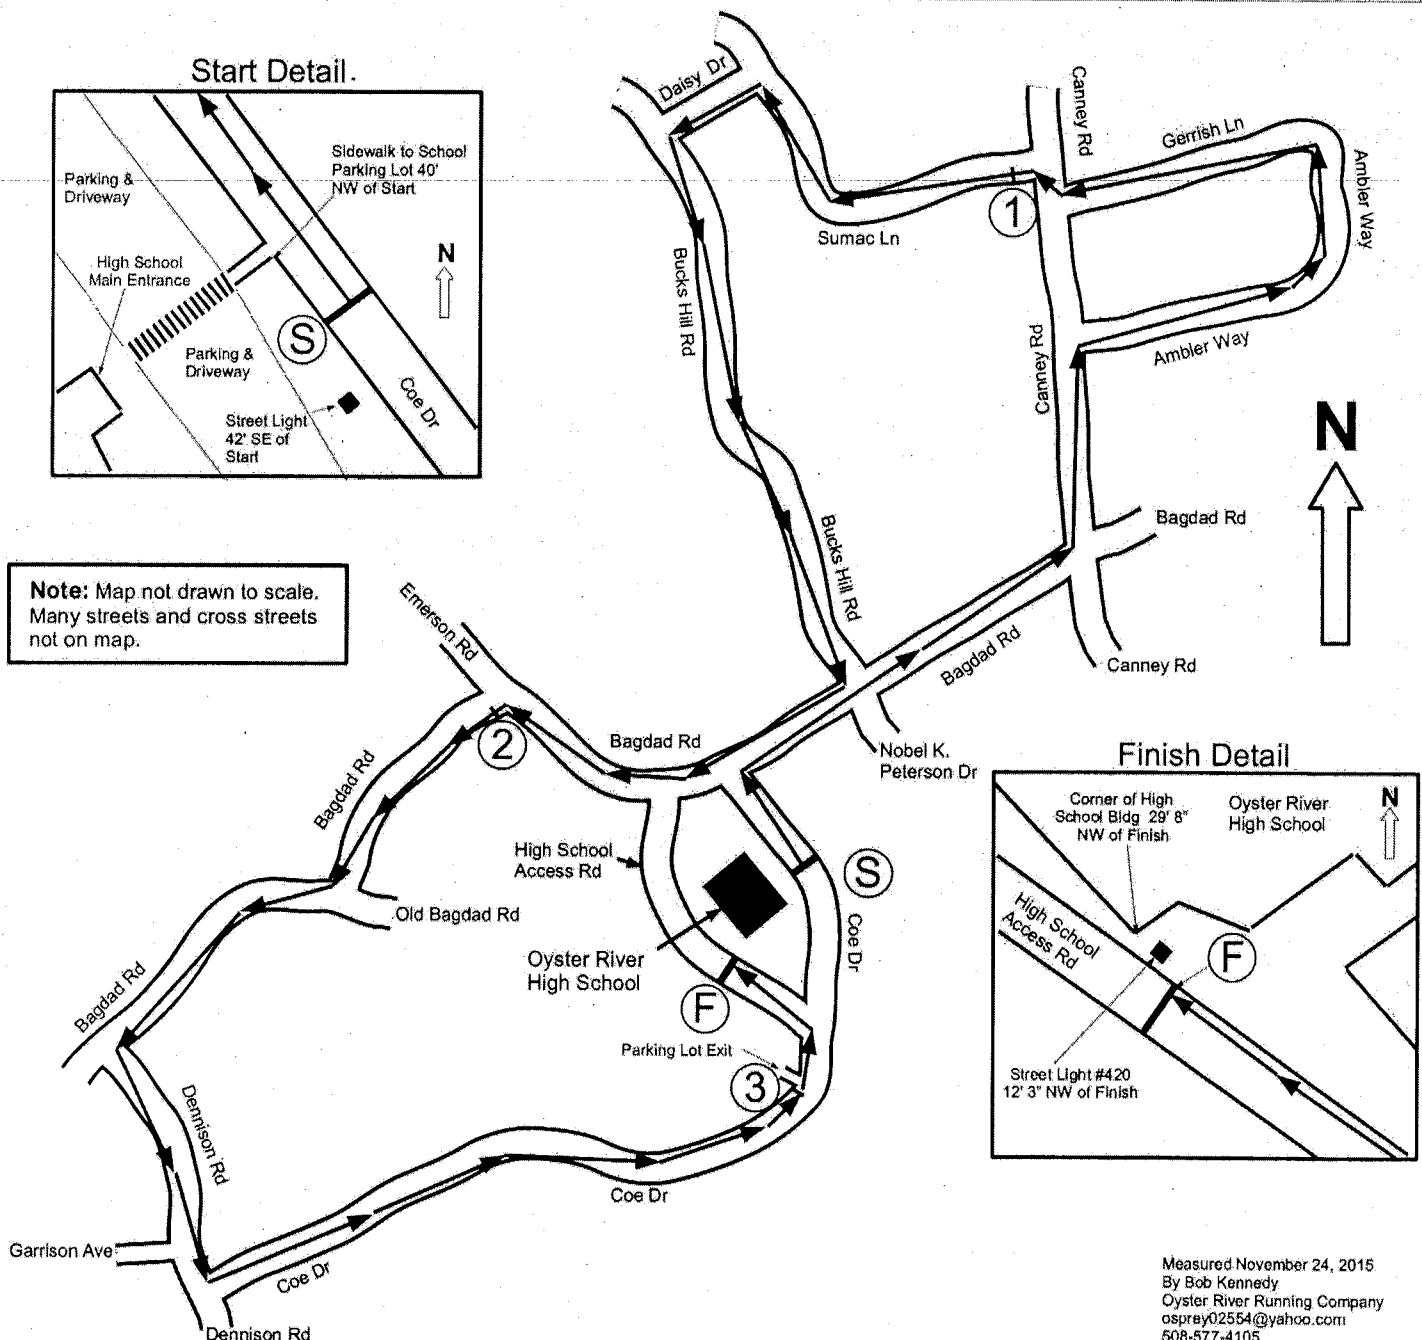 Start Detail.
Sidewalk to School
Parking Lot 40'
NW of Start
Parking &
Driveway
High School
Main Entrance
N
S
Parking &
Driveway
Coe Dr
Street Light
42' SE of
Start
Note: Map not drawn to scale.
Many streets and cross streets
not on map.
Daisy Dr
Canney Rd
Gerrish Ln
Ambler Way
1
Sumac Ln
Bucks Hill Rd
Canney Rd
Ambler Way
N
Bucks Hill Rd
Bagdad Rd
Emerson Rd
Bagdad Rd
Canney Rd
2
Bagdad Rd
Nobel K.
Peterson Dr
Bagdad Rd
High School
Access Rd
S
Old Bagdad Rd
Coe Dr
Oyster River
High School
Bagdad Rd
F
Parking Lot Exit
3
Dennison Rd
Coe Dr
Garrison Ave
Coe Dr
Dennison Rd
Finish Detail
Corner of High
School Bldg 29' 8"
NW of Finish
Oyster River
High School
N
High School
Access Rd
F
Street Light #420
12' 3" NW of Finish
Measured November 24, 2015
By Bob Kennedy
Oyster River Running Company
osprey02554@yahoo.com
508-577-4105